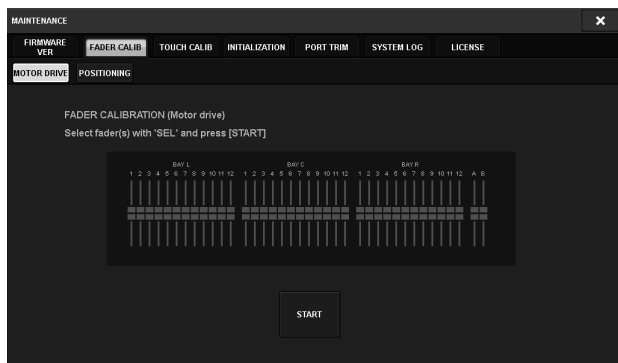 MAINTENANCE
FIRMWARE VER FADER CALIB TOUCH CALIB INITIALIZATION PORT TRIM SYSTEM LOG LICENSE
MOTOR DRIVE POSITIONING
FADER CALIBRATION (Motor drive)
Select fader(s) with 'SEL' and press [START]
BAY L BAY C BAY R
1 2 3 4 5 6 7 8 9 10 11 12 1 2 3 4 5 6 7 8 9 10 11 12 1 2 3 4 5 6 7 8 9 10 11 12 A B
START